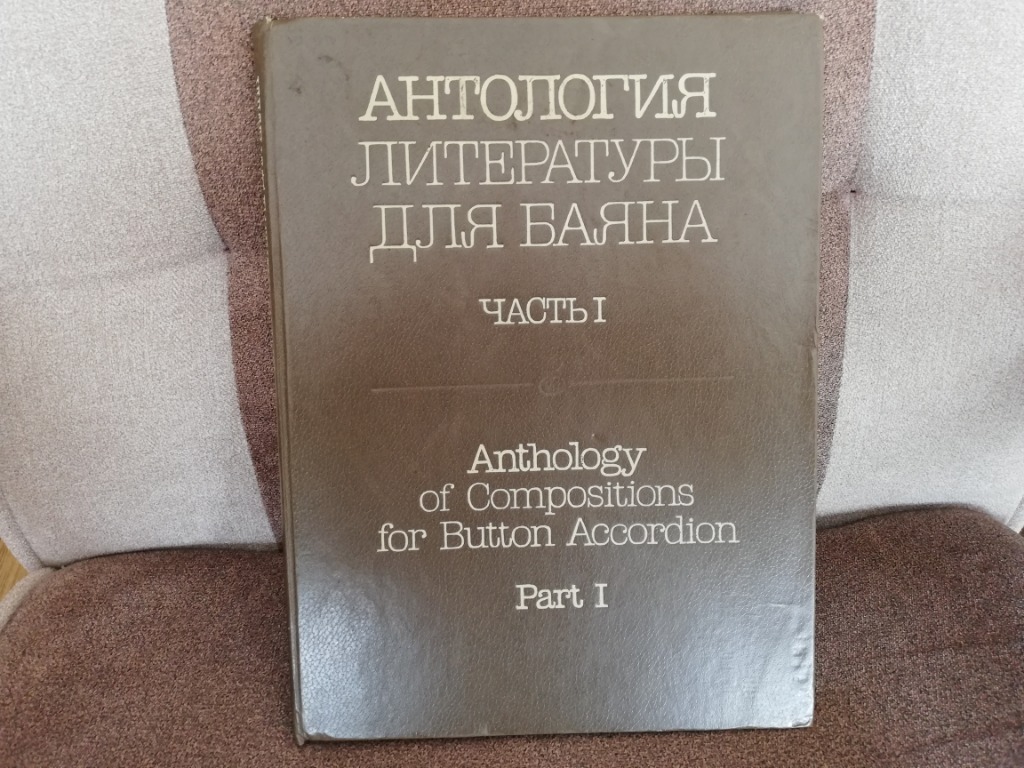 АНТОЛОГИЯ
ЛИТЕРАТУРЫ
ДЛЯ БАЯНА
ЧАСТЬ I
Anthology
of Compositions
for Button Accordion
Part I